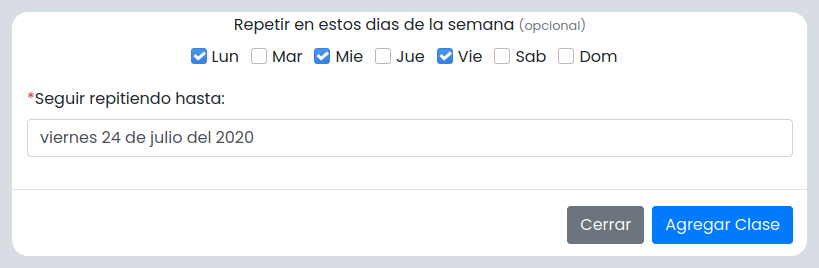 Repetir en estos dias de la semana (opcional)
Lun Mar Mie Jue Vie Sab Dom
*Seguir repitiendo hasta:
viernes 24 de julio del 2020
Cerrar Agregar Clase